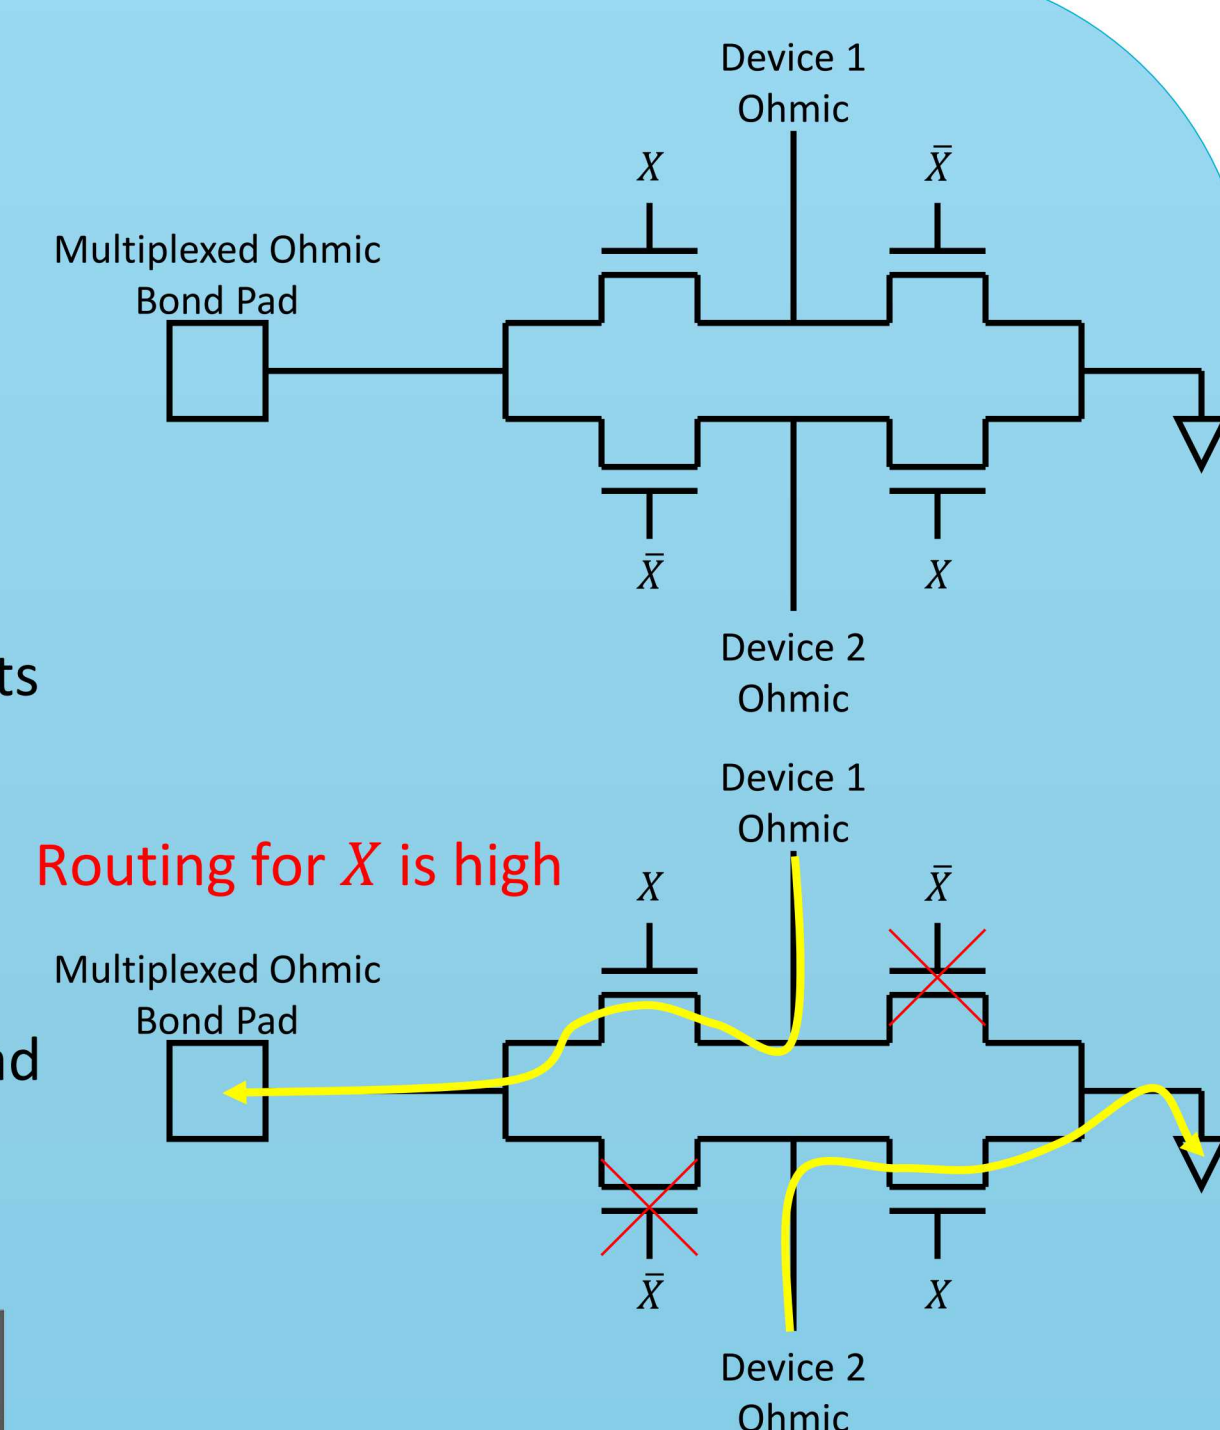 Device 1
Ohmic
X
X̄
Multiplexed Ohmic
Bond Pad
X̄
X
Device 2
Ohmic
ts
Device 1
Ohmic
Routing for X is high
X
X̄
Multiplexed Ohmic
Bond Pad
nd
X̄
X
Device 2
Ohmic